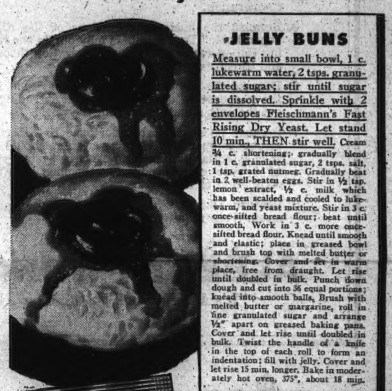 JELLY BUNS
Measure into small bowl, 1 c.
lukewarm water, 2 tsps. granu-
lated sugar; stir until sugar
is dissolved. Sprinkle with 2
envelopes Fleischmann's Fast
Rising Dry Yeast. Let stand
10 min., THEN stir well. Cream
¾ c. shortening; gradually blend
in 1 c. granulated sugar, 2 tsps. salt,
1 tsp. grated nutmeg. Gradually beat
in 2 well-beaten eggs. Stir in ½ tsp.
lemon extract, ½ c. milk which
has been scalded and cooled to luke-
warm, and yeast mixture. Stir in 3 c.
once-sifted bread flour; beat until
smooth, Work in 3 c. more once-
sifted bread flour. Knead until smooth
and elastic; place in greased bowl
and brush top with melted butter or
shortening. Cover and set in warm
place, free from draught. Let rise
until doubled in bulk. Punch down
dough and cut into 36 equal portions;
knead into smooth balls, Brush with
melted butter or margarine, roll in
fine granulated sugar and arrange
½" apart on greased baking pans.
Cover and let rise until doubled in
bulk. Twist the handle of a knife
in the top of each roll to form an
indentation; fill with jelly. Cover and
let rise 15 min. longer. Bake in moder-
ately hot oven, 375°, about 18 min.